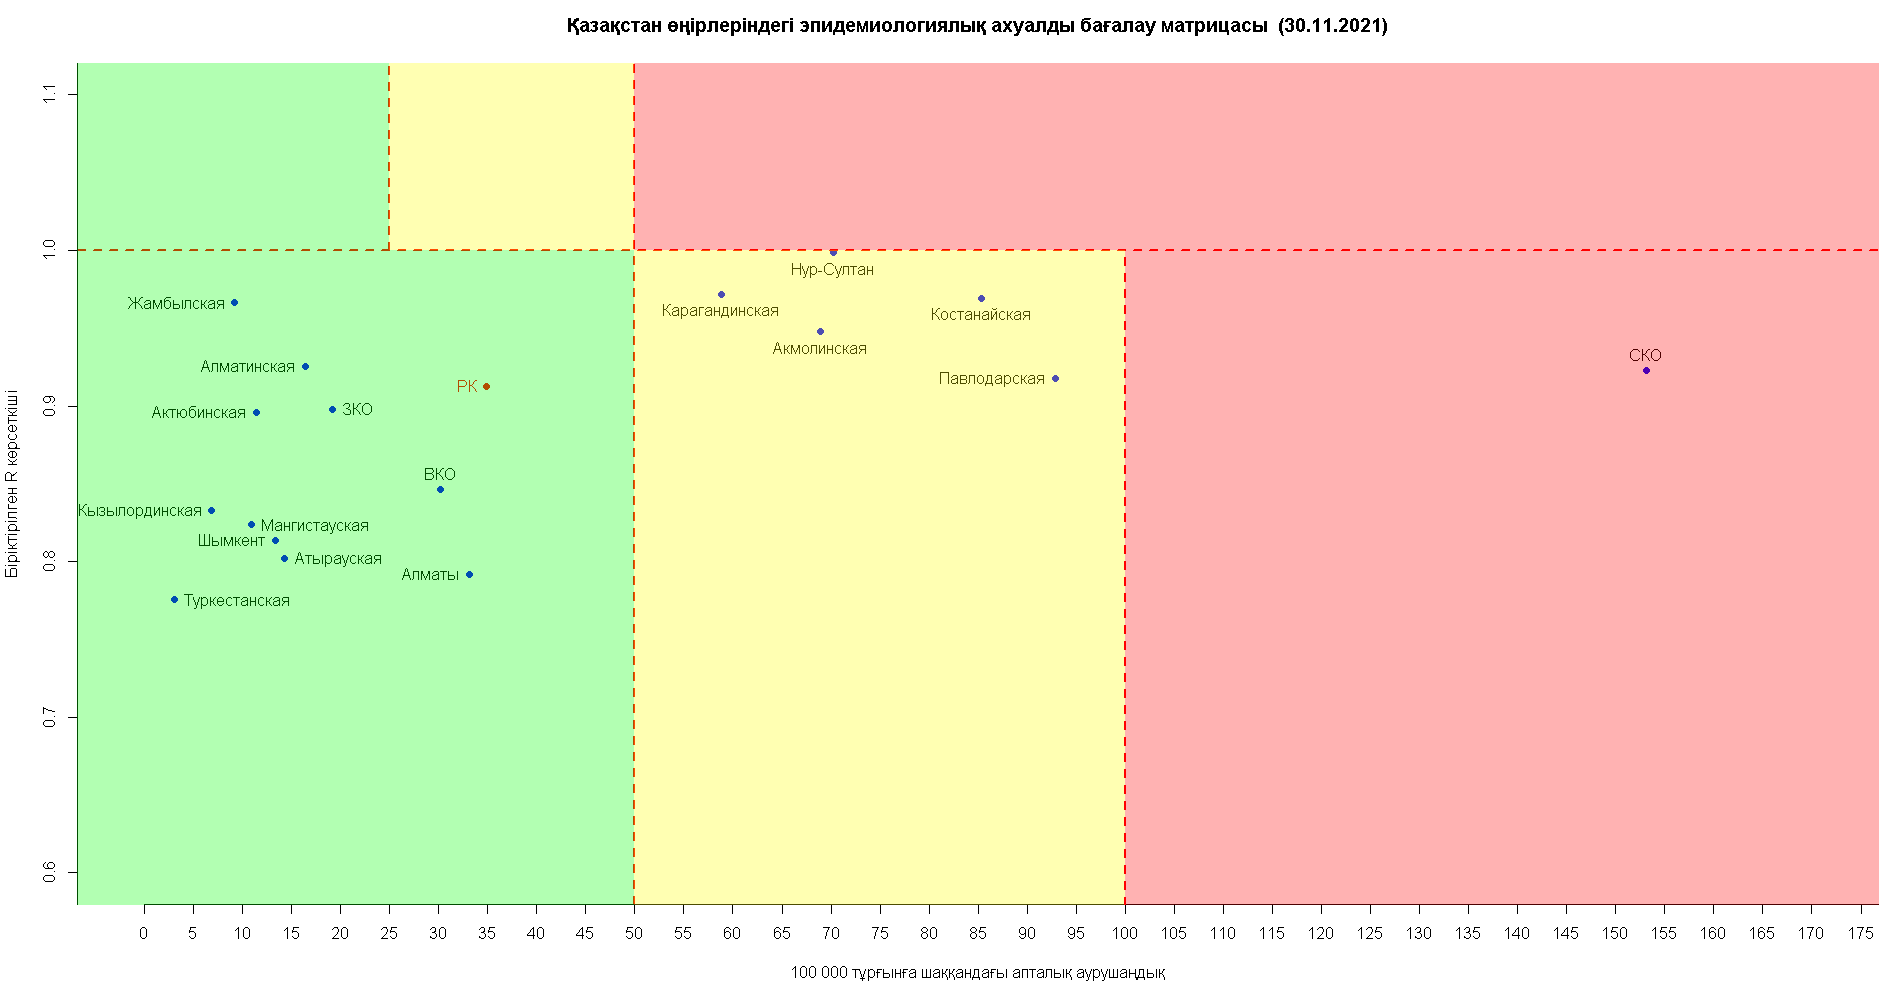 Қазақстан өңірлеріндегі эпидемиологиялық ахуалды бағалау матрицасы (30.11.2021)
1.1
1.0
0.9
0.8
0.7
0.6
Біріктірілген R көрсеткіші
Нур-Султан
Карагандинская
Костанайская
Жамбылская
Акмолинская
СКО
Алматинская
Павлодарская
РК
Актюбинская
ЗКО
ВКО
Кызылординская
Мангистауская
Шымкент
Атырауская
Алматы
Туркестанская
0 5 10 15 20 25 30 35 40 45 50 55 60 65 70 75 80 85 90 95 100 105 110 115 120 125 130 135 140 145 150 155 160 165 170 175
100 000 тұрғынға шаққандағы апталық аурушаңдық